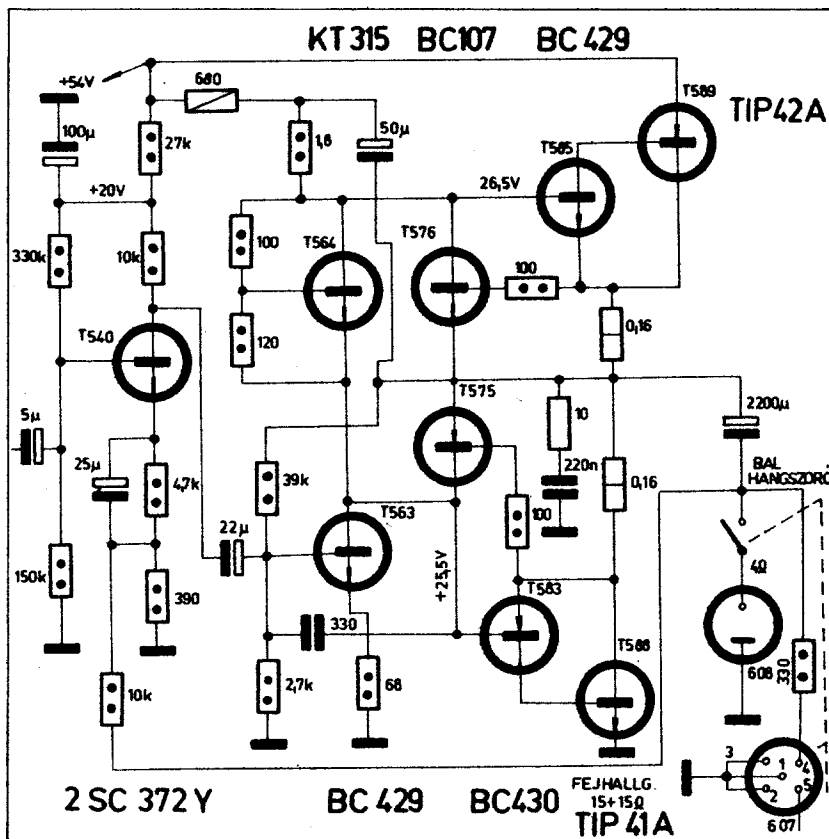 KT 315 BC107 BC 429
+54V
680
T589
TIP42A
100µ
27k
1,8
50µ
T585
+20V
26,5V
330k
10k
100
T564
T576
100
120
0,16
T540
T575
5µ
10
2200µ
25µ
4,7k
39k
220n
0,16
BAL
HANGSZÓRÓ
22µ
T563
100
150k
390
+25,5V
T583
4Ω
330
T588
608
330
10k
2,7k
68
3
1
4
2
5
2 SC 372 Y
BC 429
BC430
FEJHALLG.
15+15Ω
TIP 41A
607